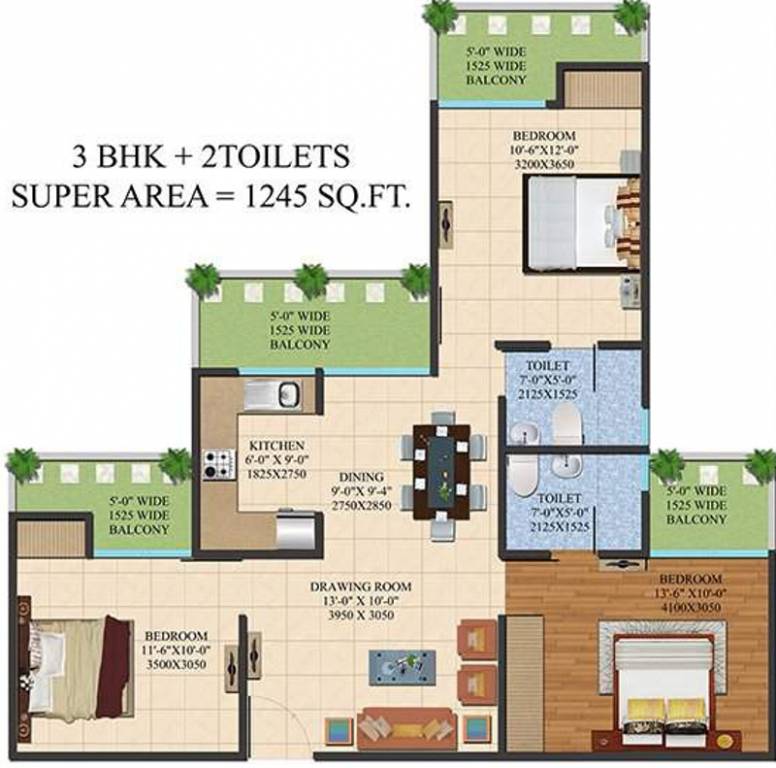 5'-0" WIDE
1525 WIDE
BALCONY
3 BHK + 2TOILETS
SUPER AREA = 1245 SQ.FT.
BEDROOM
10'-6"X12'-0"
3200X3650
5'-0" WIDE
1525 WIDE
BALCONY
TOILET
7'-0"X5'-0"
2125X1525
KITCHEN
6'-0" X 9'-0"
1825X2750
DINING
9'-0"X 9'-4"
2750X2850
5'-0" WIDE
1525 WIDE
BALCONY
TOILET
7'-0"X5'-0"
2125X1525
5'-0" WIDE
1525 WIDE
BALCONY
DRAWING ROOM
13'-0" X 10'-0"
3950 X 3050
BEDROOM
13'-6"X10'-0"
4100X3050
BEDROOM
11'-6"X10'-0"
3500X3050